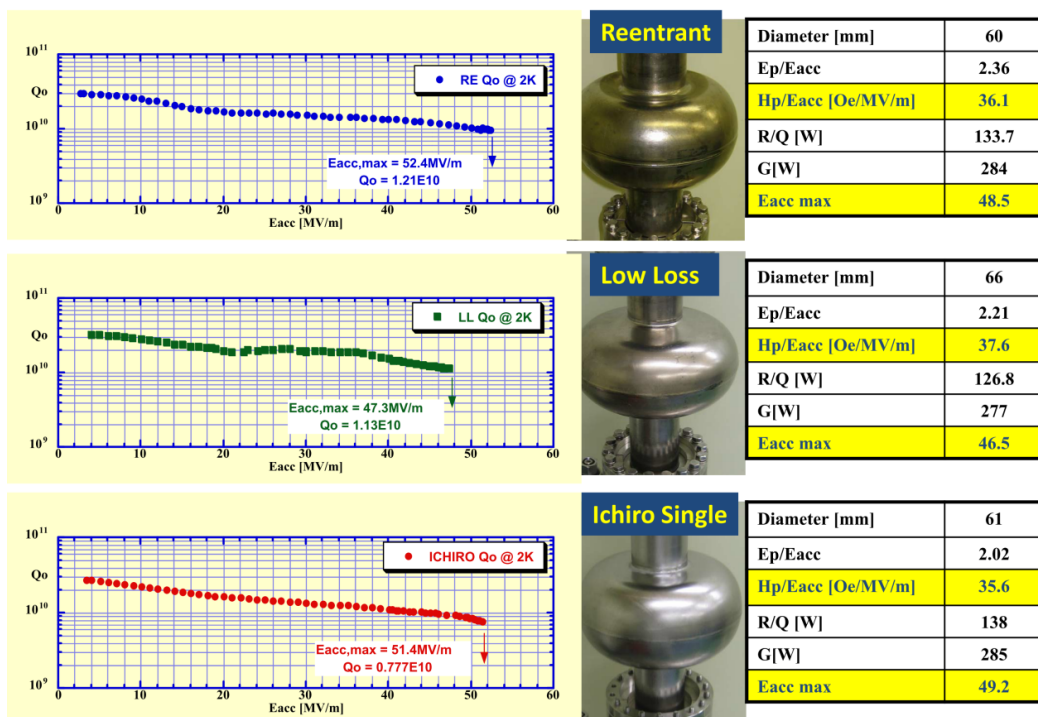 10¹¹
Qo
10¹⁰
10⁹
RE Qo @ 2K
Eacc,max = 52.4MV/m
Qo = 1.21E10
0 10 20 30 40 50 60
Eacc [MV/m]
Reentrant
Diameter [mm] 60
Ep/Eacc 2.36
Hp/Eacc [Oe/MV/m] 36.1
R/Q [W] 133.7
G[W] 284
Eacc max 48.5
10¹¹
Qo
10¹⁰
10⁹
LL Qo @ 2K
Eacc,max = 47.3MV/m
Qo = 1.13E10
0 10 20 30 40 50 60
Eacc [MV/m]
Low Loss
Diameter [mm] 66
Ep/Eacc 2.21
Hp/Eacc [Oe/MV/m] 37.6
R/Q [W] 126.8
G[W] 277
Eacc max 46.5
10¹¹
Qo
10¹⁰
10⁹
ICHIRO Qo @ 2K
Eacc,max = 51.4MV/m
Qo = 0.777E10
0 10 20 30 40 50 60
Eacc [MV/m]
Ichiro Single
Diameter [mm] 61
Ep/Eacc 2.02
Hp/Eacc [Oe/MV/m] 35.6
R/Q [W] 138
G[W] 285
Eacc max 49.2